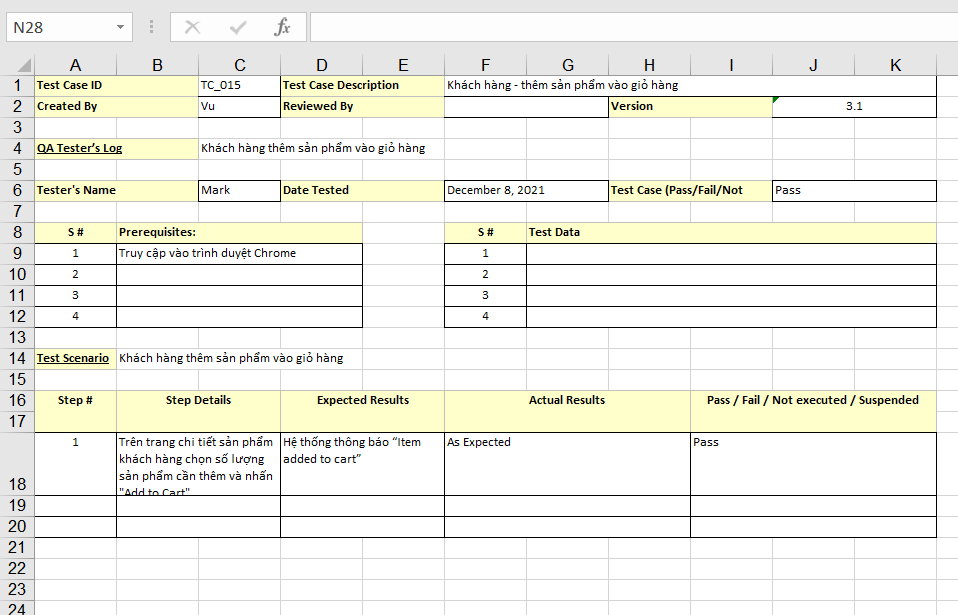 N28 fx
A B C D E F G H I J K
1 Test Case ID TC_015 Test Case Description Khách hàng - thêm sản phẩm vào giỏ hàng
2 Created By Vu Reviewed By Version 3.1
3
4 QA Tester's Log Khách hàng thêm sản phẩm vào giỏ hàng
5
6 Tester's Name Mark Date Tested December 8, 2021 Test Case (Pass/Fail/Not Pass
7
8 S # Prerequisites: S # Test Data
9 1 Truy cập vào trình duyệt Chrome 1
10 2 2
11 3 3
12 4 4
13
14 Test Scenario Khách hàng thêm sản phẩm vào giỏ hàng
15
16 Step # Step Details Expected Results Actual Results Pass / Fail / Not executed / Suspended
17
1 Trên trang chi tiết sản phẩm Hệ thống thông báo “Item As Expected Pass
khách hàng chọn số lượng added to cart”
sản phẩm cần thêm và nhấn
18 "Add to Cart"
19
20
21
22
23
24